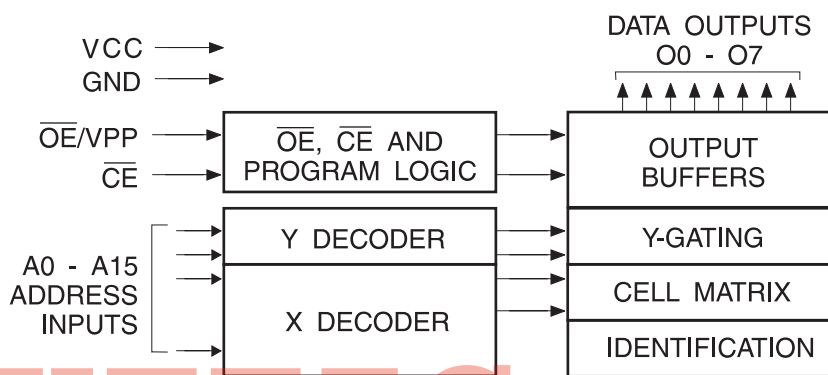 DATA OUTPUTS
O0 - O7
VCC
GND
OE/VPP
CE
OE, CE AND
PROGRAM LOGIC
OUTPUT
BUFFERS
A0 - A15
ADDRESS
INPUTS
Y DECODER
Y-GATING
X DECODER
CELL MATRIX
IDENTIFICATION